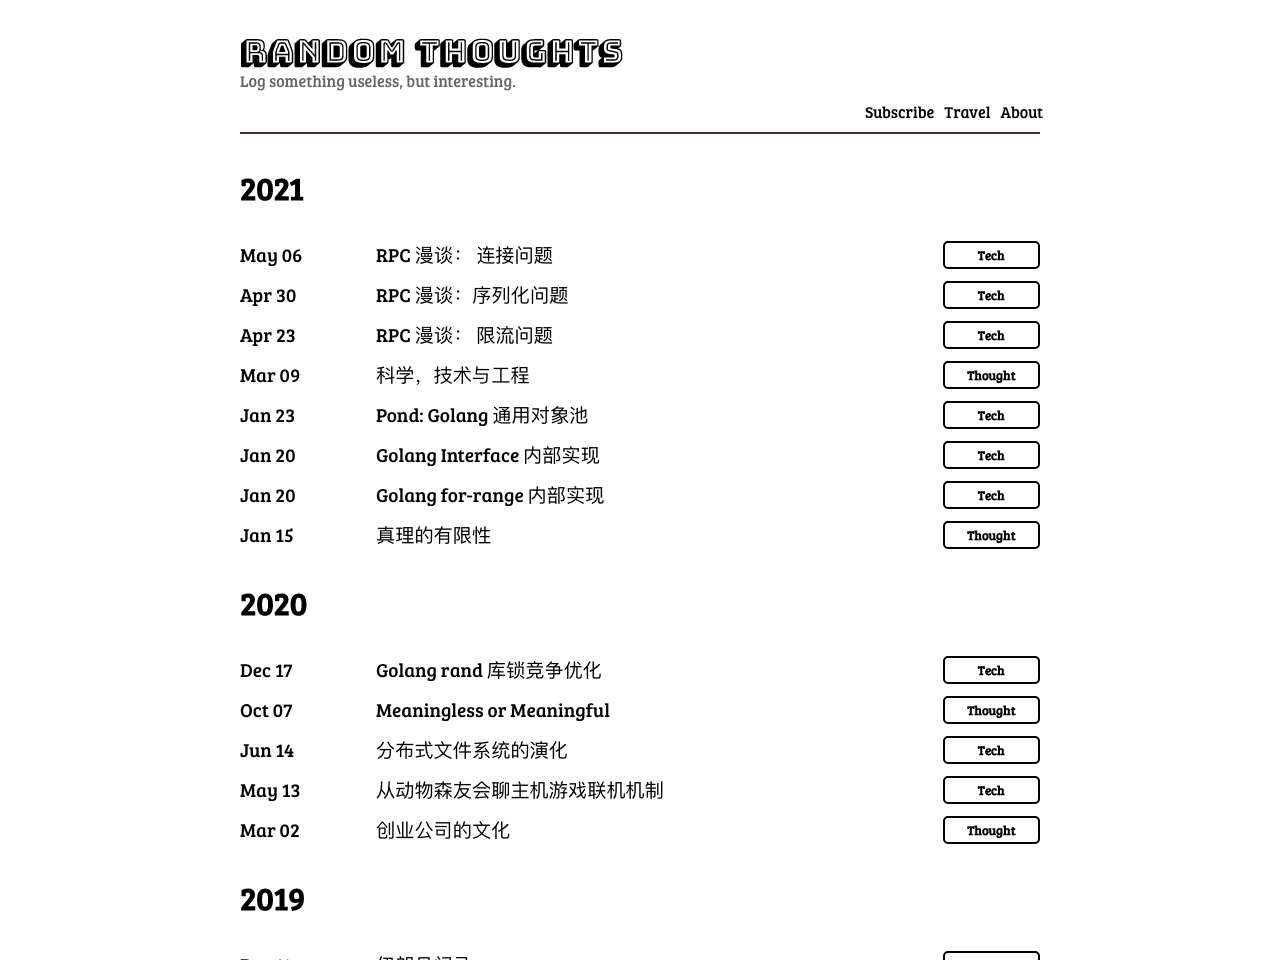 RANDOM THOUGHTS
Log something useless, but interesting.
Subscribe Travel About
2021
May 06 RPC 漫谈： 连接问题 Tech
Apr 30 RPC 漫谈：序列化问题 Tech
Apr 23 RPC 漫谈： 限流问题 Tech
Mar 09 科学，技术与工程 Thought
Jan 23 Pond: Golang 通用对象池 Tech
Jan 20 Golang Interface 内部实现 Tech
Jan 20 Golang for-range 内部实现 Tech
Jan 15 真理的有限性 Thought
2020
Dec 17 Golang rand 库锁竞争优化 Tech
Oct 07 Meaningless or Meaningful Thought
Jun 14 分布式文件系统的演化 Tech
May 13 从动物森友会聊主机游戏联机机制 Tech
Mar 02 创业公司的文化 Thought
2019